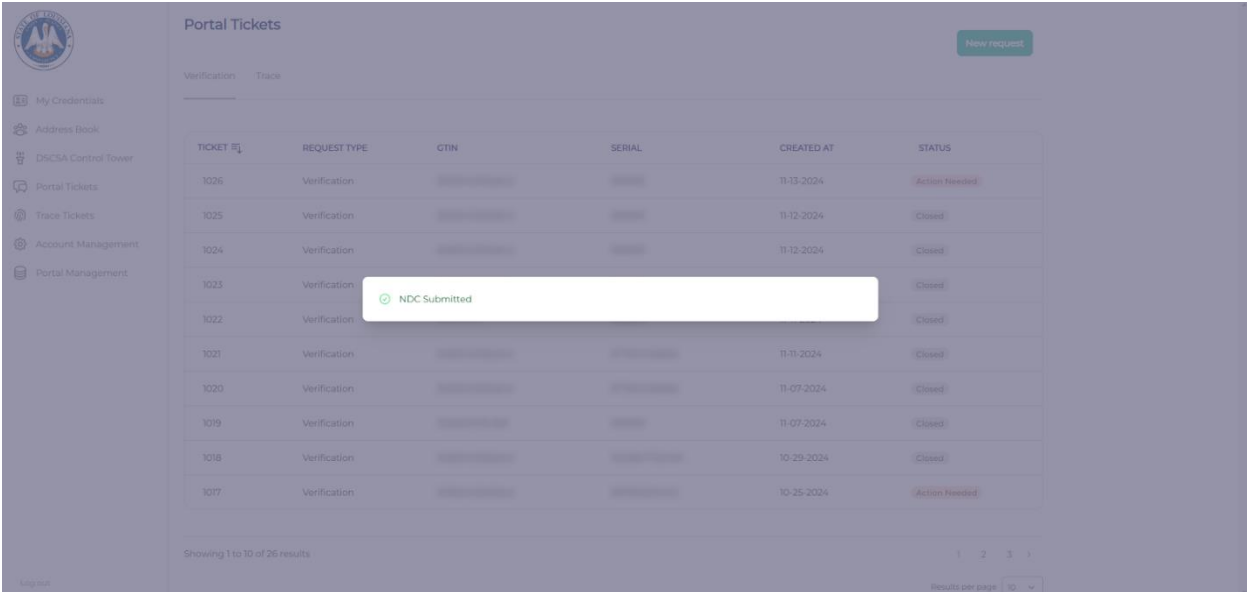 STATE OF LOUISIANA
Portal Tickets
New request
Verification Trace
My Credentials
Address Book
DSCSA Control Tower
Portal Tickets
Trace Tickets
Account Management
Portal Management
Log out
TICKET REQUEST TYPE GTIN SERIAL CREATED AT STATUS
1026 Verification 11-13-2024 Action Needed
1025 Verification 11-12-2024 Closed
1024 Verification 11-12-2024 Closed
1023 Verification Closed
NDC Submitted
1022 Verification Closed
1021 Verification 11-11-2024 Closed
1020 Verification 11-07-2024 Closed
1019 Verification 11-07-2024 Closed
1018 Verification 10-29-2024 Closed
1017 Verification 10-25-2024 Action Needed
Showing 1 to 10 of 26 results
1 2 3
Results per page 10